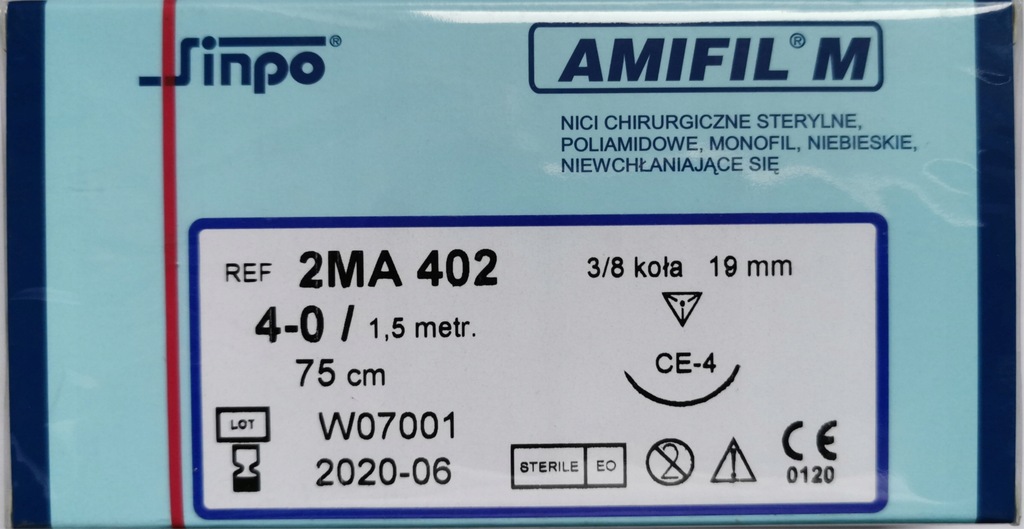 Sinpo®
AMIFIL® M
NICI CHIRURGICZNE STERYLNE,
POLIAMIDOWE, MONOFIL, NIEBIESKIE,
NIEWCHŁANIAJĄCE SIĘ
REF 2MA 402
4-0 / 1,5 metr.
75 cm
3/8 koła 19 mm
CE-4
LOT W07001
2020-06
STERILE EO
2
CE
0120